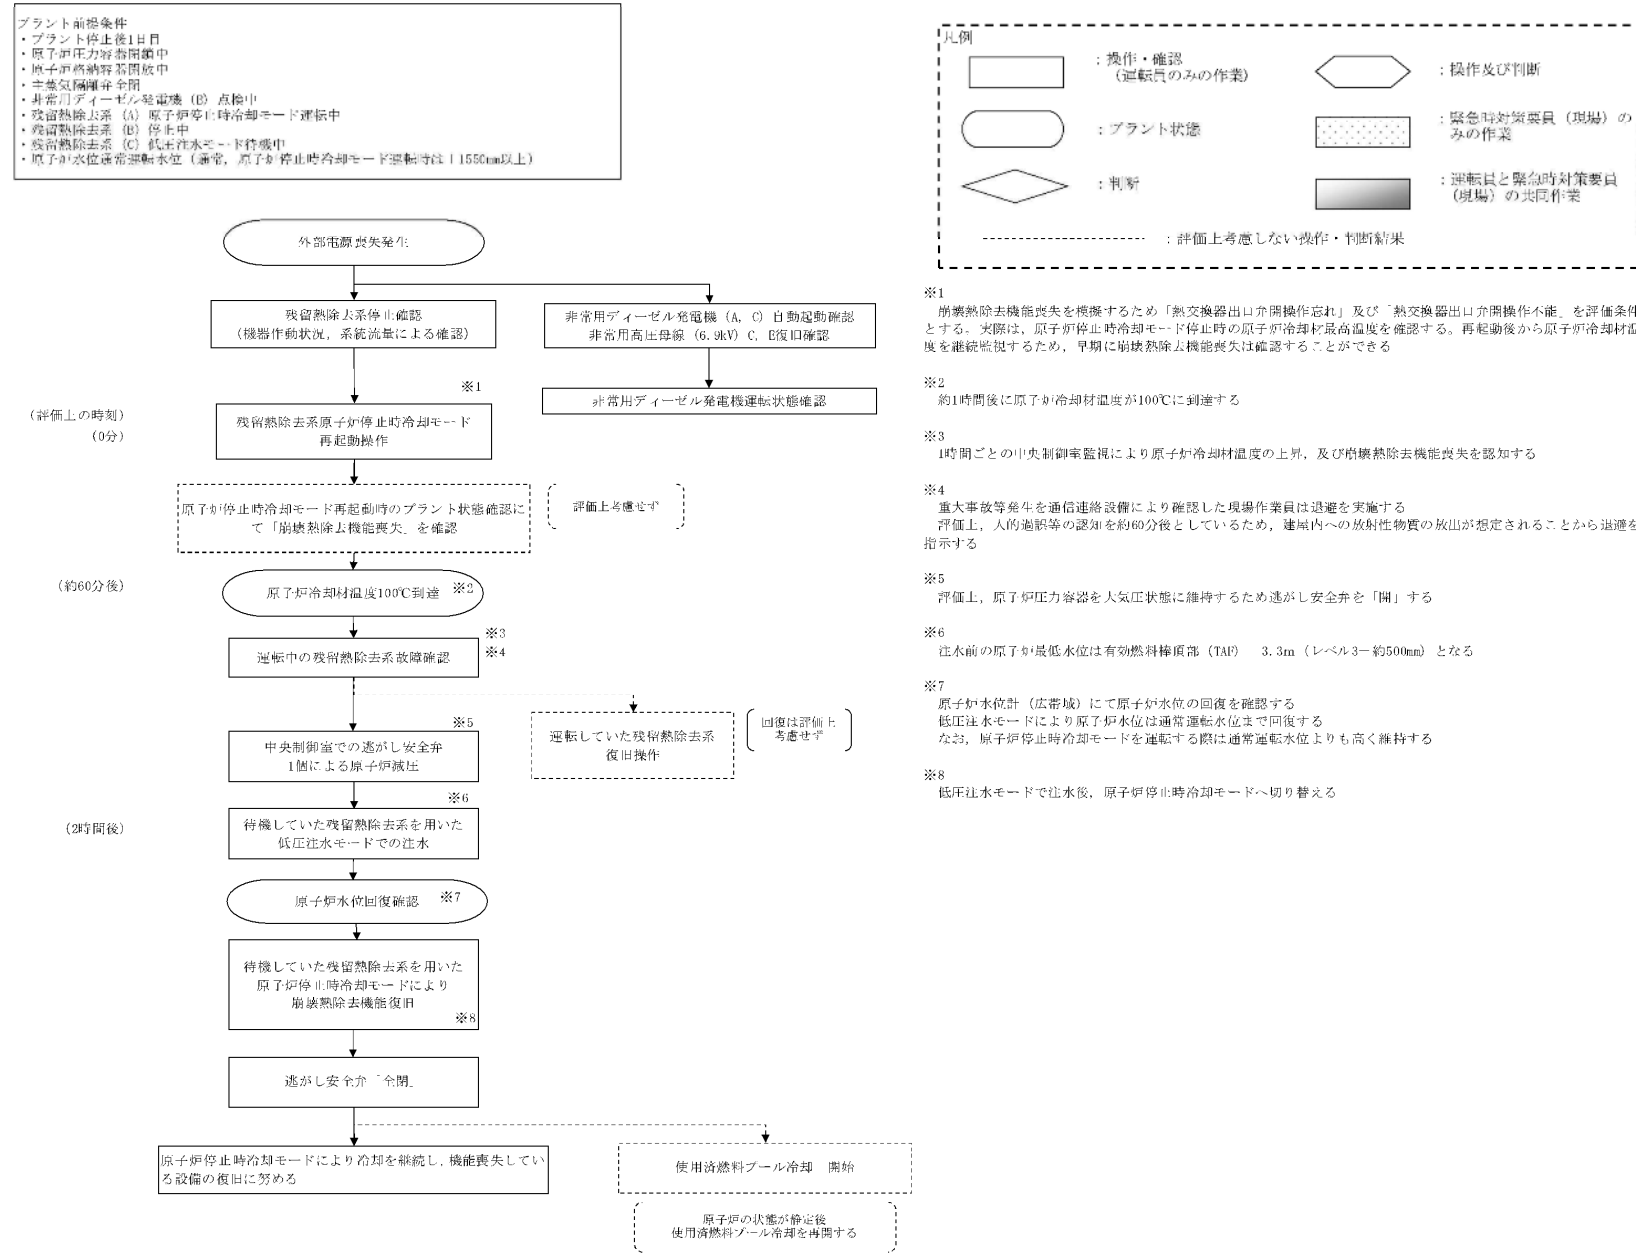 プラント前提条件
・プラント停止後1日目
・原子炉圧力容器閉鎖中
・原子炉格納容器開放中
・主蒸気隔離弁全閉
・非常用ディーゼル発電機（B）点検中
・残留熱除去系（A）原子炉停止時冷却モード運転中
・残留熱除去系（B）停止中
・残留熱除去系（C）低圧注水モード待機中
・原子炉水位通常運転水位（通常，原子炉停止時冷却モード運転時は+1550mm以上）
凡例
：操作・確認
（運転員のみの作業）
：操作及び判断
：プラント状態
：緊急時対策要員（現場）の
みの作業
：判断
：運転員と緊急時対策要員
（現場）の共同作業
：評価上考慮しない操作・判断結果
外部電源喪失発生
残留熱除去系停止確認
（機器作動状況，系統流量による確認）
非常用ディーゼル発電機（A, C）自動起動確認
非常用高圧母線（6.9kV）C, E復旧確認
非常用ディーゼル発電機運転状態確認
※1
（評価上の時刻）
（0分）
残留熱除去系原子炉停止時冷却モード
再起動操作
原子炉停止時冷却モード再起動時のプラント状態確認に
て「崩壊熱除去機能喪失」を確認
評価上考慮せず
（約60分後）
原子炉冷却材温度100℃到達 ※2
※3
※4
運転中の残留熱除去系故障確認
※5
中央制御室での逃がし安全弁
1個による原子炉減圧
運転していた残留熱除去系
復旧操作
回復は評価上
考慮せず
※6
（2時間後）
待機していた残留熱除去系を用いた
低圧注水モードでの注水
原子炉水位回復確認 ※7
待機していた残留熱除去系を用いた
原子炉停止時冷却モードにより
崩壊熱除去機能復旧
※8
逃がし安全弁「全閉」
原子炉停止時冷却モードにより冷却を継続し，機能喪失してい
る設備の復旧に努める
使用済燃料プール冷却 開始
原子炉の状態が静定後
使用済燃料プール冷却を再開する
※1
崩壊熱除去機能喪失を模擬するため「熱交換器出口弁開操作忘れ」及び「熱交換器出口弁開操作不能」を評価条件
とする。実際は，原子炉停止時冷却モード停止時の原子炉冷却材最高温度を確認する。再起動後から原子炉冷却材温
度を継続監視するため，早期に崩壊熱除去機能喪失は確認することができる
※2
約1時間後に原子炉冷却材温度が100℃に到達する
※3
1時間ごとの中央制御室監視により原子炉冷却材温度の上昇，及び崩壊熱除去機能喪失を認知する
※4
重大事故等発生を通信連絡設備により確認した現場作業員は退避を実施する
評価上，人的過誤等の認知を約60分後としているため，建屋内への放射性物質の放出が想定されることから退避を
指示する
※5
評価上，原子炉圧力容器を大気圧状態に維持するため逃がし安全弁を「開」する
※6
注水前の原子炉最低水位は有効燃料棒頂部（TAF） 3.3m（レベル3－約500mm）となる
※7
原子炉水位計（広帯域）にて原子炉水位の回復を確認する
低圧注水モードにより原子炉水位は通常運転水位まで回復する
なお，原子炉停止時冷却モードを運転する際は通常運転水位よりも高く維持する
※8
低圧注水モードで注水後，原子炉停止時冷却モードへ切り替える